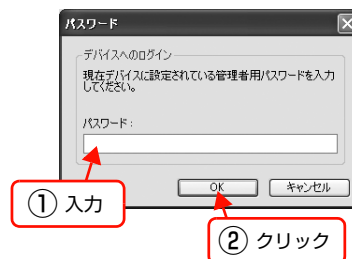 パスワード
デバイスへのログイン
現在デバイスに設定されている管理者用パスワードを入力
してください。
パスワード:
OK キャンセル
① 入力
② クリック